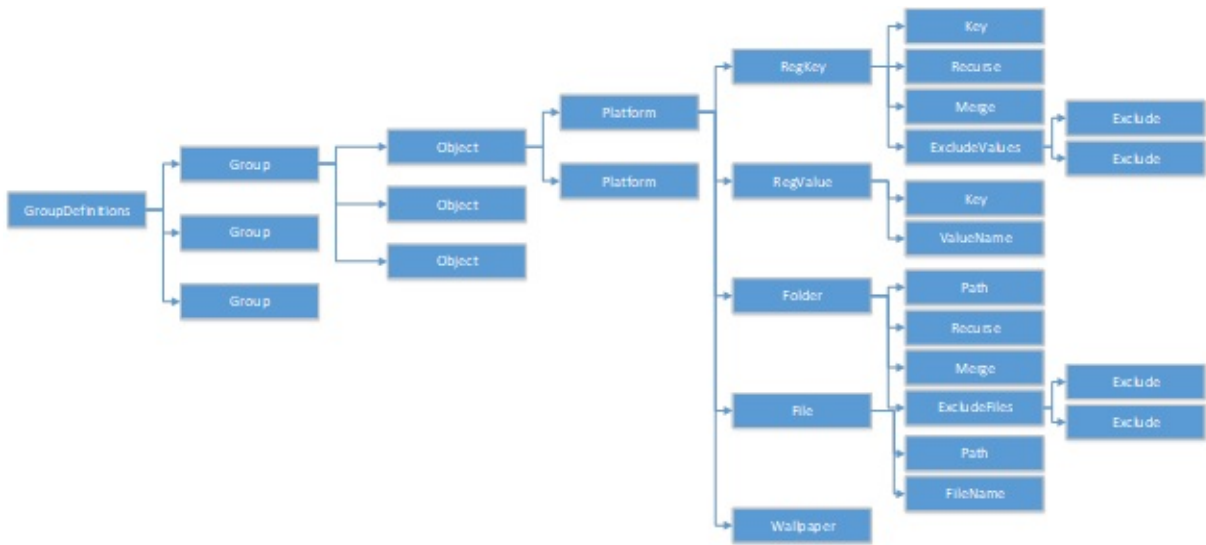 GroupDefinitions
Group
Group
Group
Object
Object
Object
Platform
Platform
RegKey
RegValue
Folder
File
Wallpaper
Key
Recurse
Merge
ExcludeValues
Key
ValueName
Path
Recurse
Merge
ExcludeFiles
Path
FileName
Exclude
Exclude
Exclude
Exclude